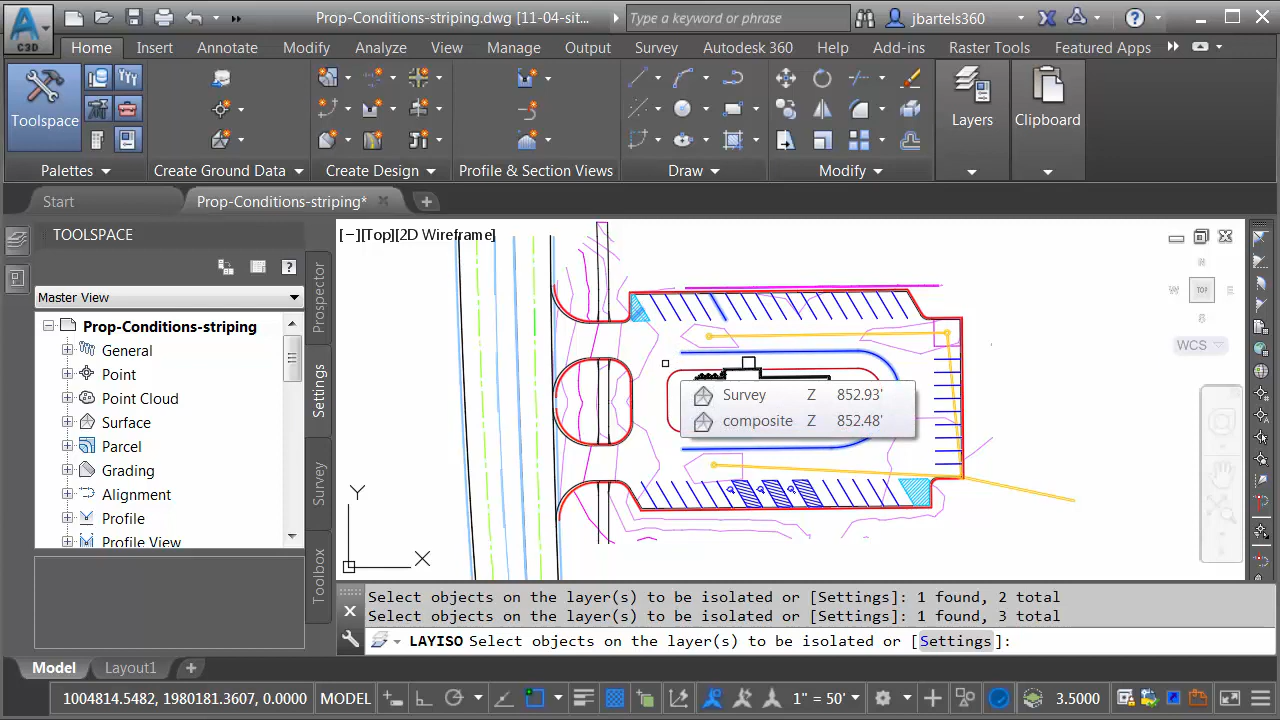 Prop-Conditions-striping.dwg [11-04-sit...
Type a keyword or phrase
jbartels360
C3D
Home
Insert
Annotate
Modify
Analyze
View
Manage
Output
Survey
Autodesk 360
Help
Add-ins
Raster Tools
Featured Apps
Toolspace
Layers
Clipboard
Palettes
Create Ground Data
Create Design
Profile & Section Views
Draw
Modify
Start
Prop-Conditions-striping*
TOOLSPACE
[−][Top][2D Wireframe]
Master View
Prop-Conditions-striping
General
Point
Point Cloud
Surface
Parcel
Grading
Alignment
Profile
Profile View
Prospector
Settings
Survey
Toolbox
N
W
TOP
E
S
WCS
Survey Z 852.93'
composite Z 852.48'
Y
X
Select objects on the layer(s) to be isolated or [Settings]: 1 found, 2 total
Select objects on the layer(s) to be isolated or [Settings]: 1 found, 3 total
LAYISO Select objects on the layer(s) to be isolated or [Settings]:
Model
Layout1
1004814.5482, 1980181.3607, 0.0000
MODEL
1" = 50'
3.5000